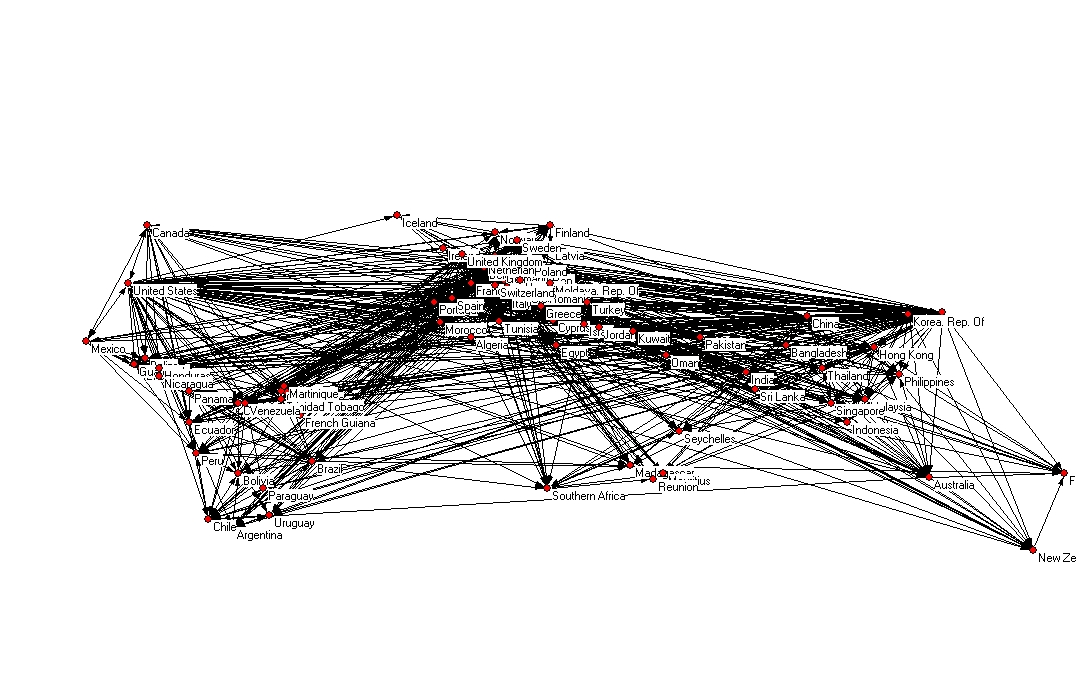 Iceland
Canada
Finland
Sweden
Latvia
United Kingdom
Poland
United States
Switzerland
Moldava. Rep. Of
Spain
Italy
Greece
Turkey
Korea. Rep. Of
China
Morocco
Tunisia
Cyprus
Jordan
Kuwait
Algeria
Pakistan
Mexico
Egypt
Bangladesh
Hong Kong
Oman
Honduras
Thailand
Nicaragua
India
Philippines
Martinique
Panama
Sri Lanka
Venezuela
Singapore
French Guiana
Ecuador
Indonesia
Seychelles
Peru
Brazil
Madagascar
Bolivia
Reunion
Australia
Paraguay
Southern Africa
Chile
Uruguay
Argentina
New Ze